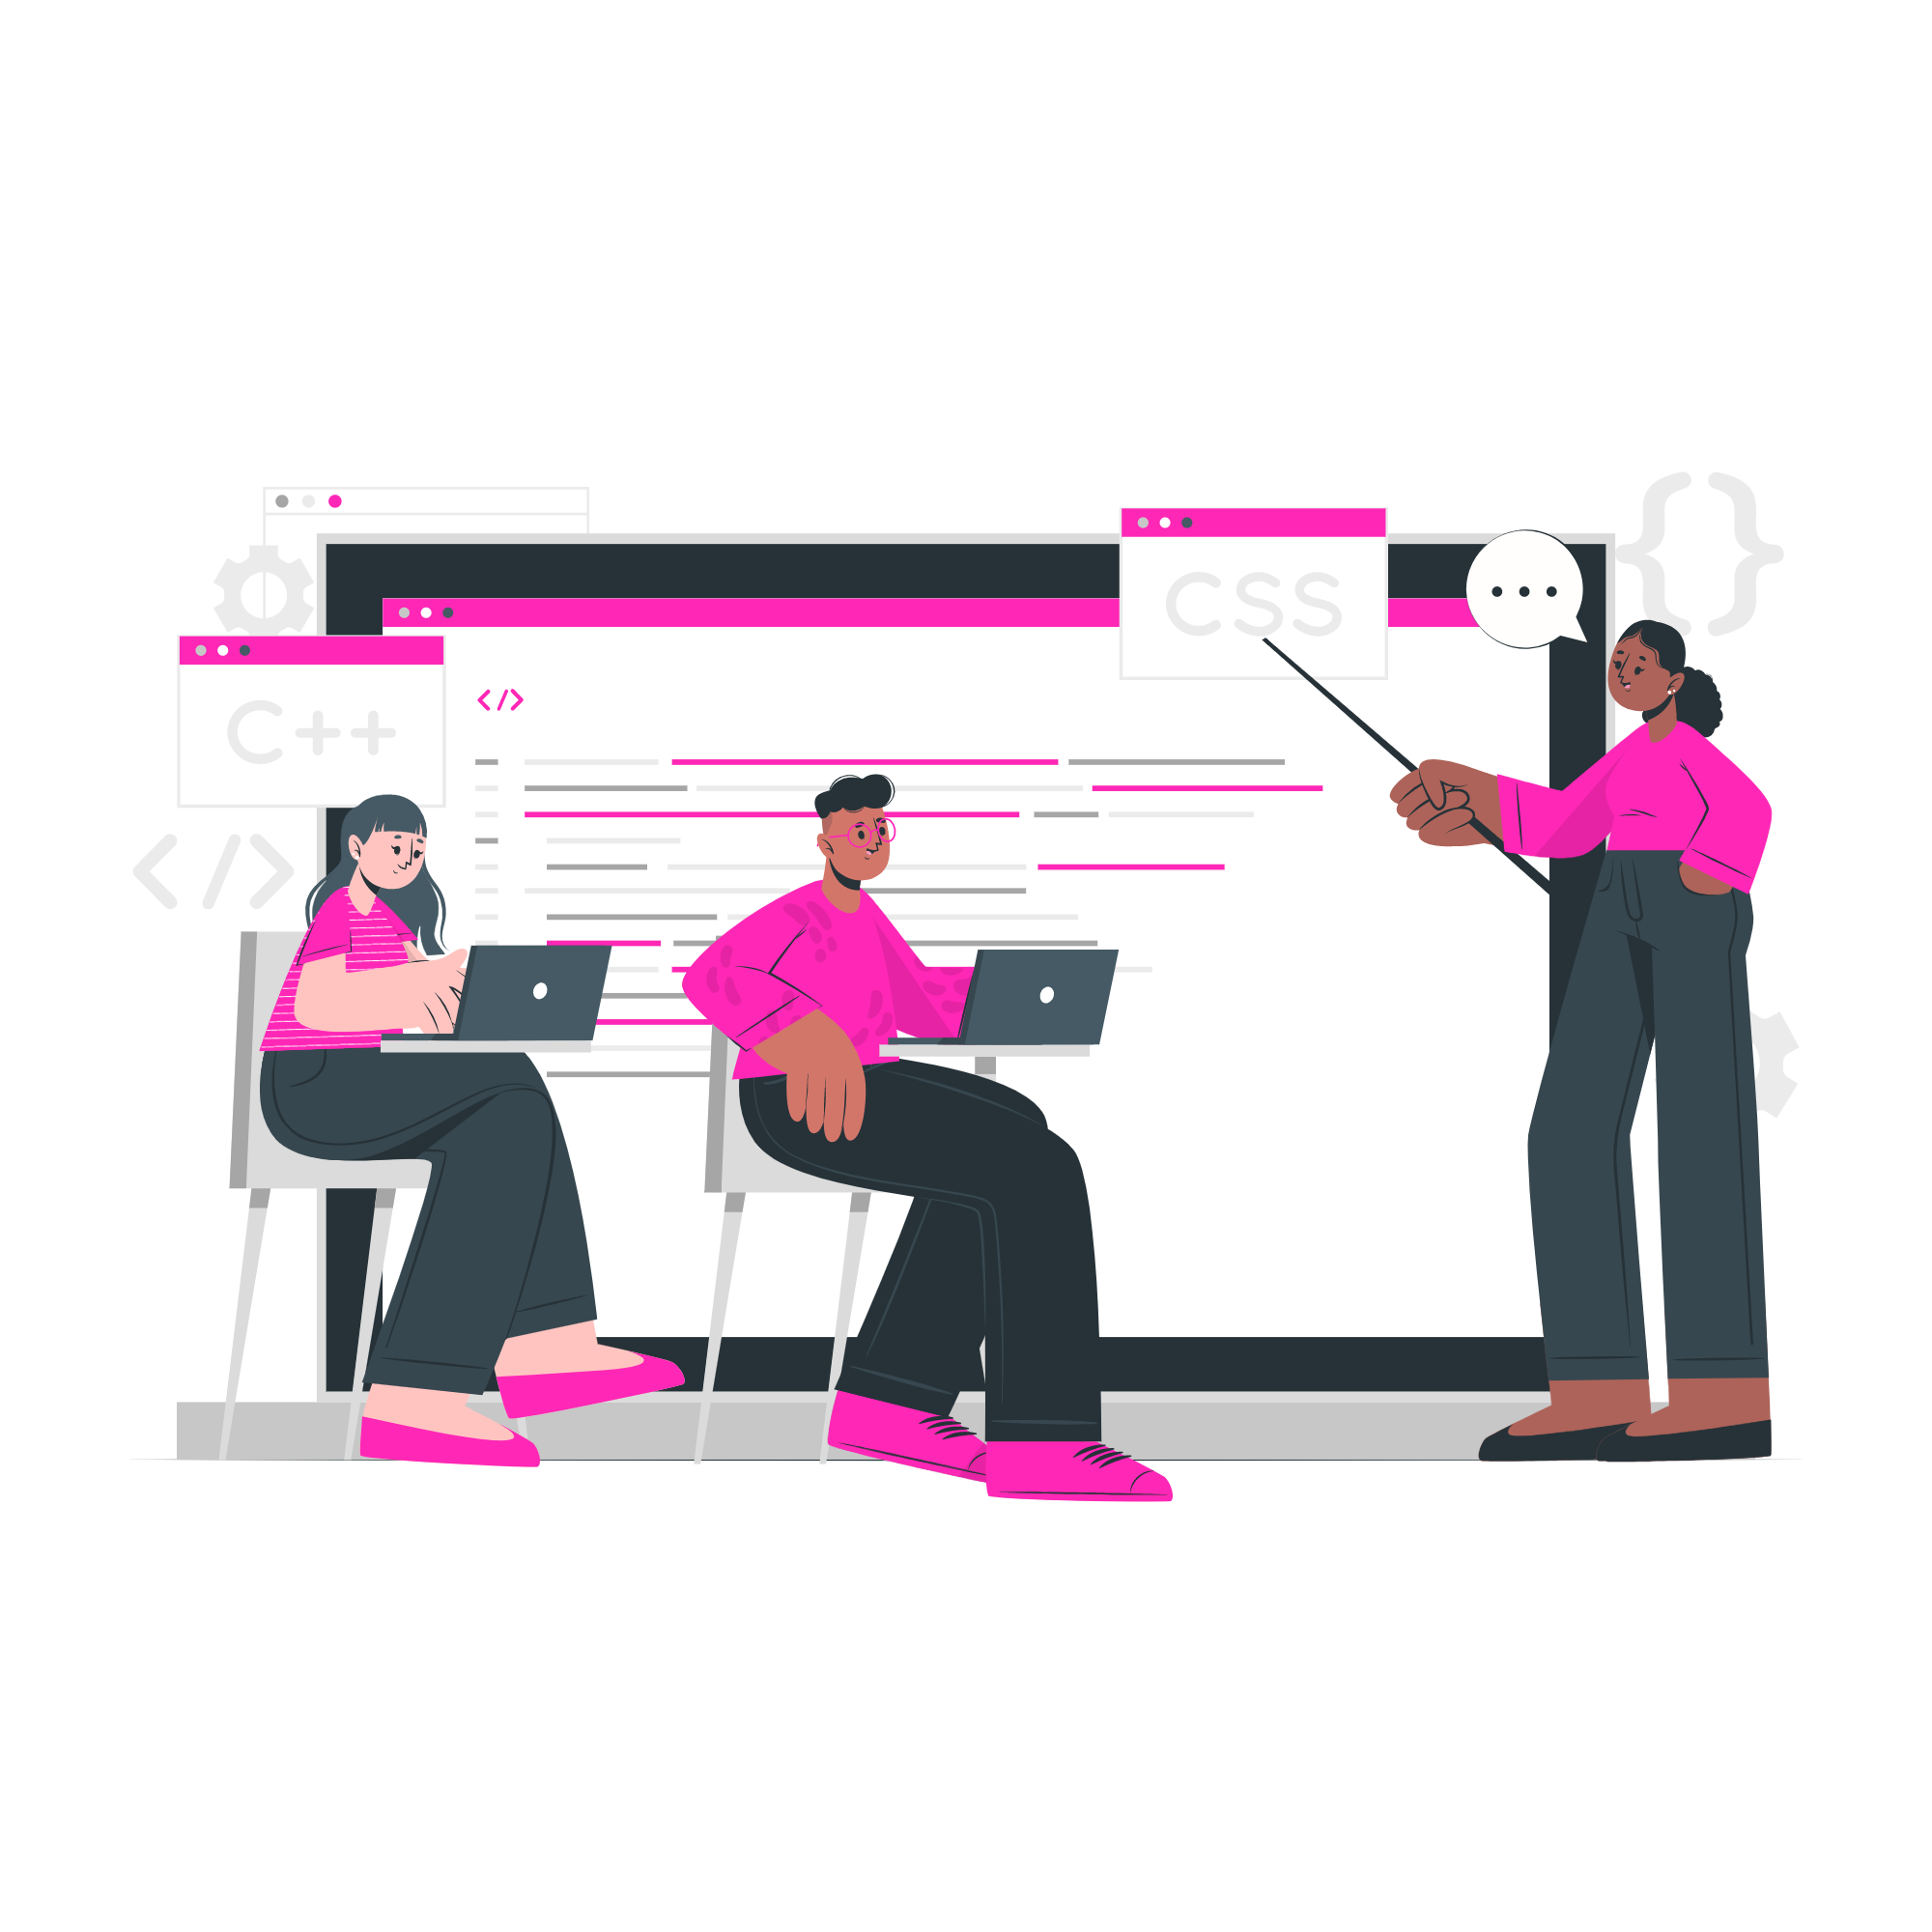 CSS
{ }
C++
</>
</>
...